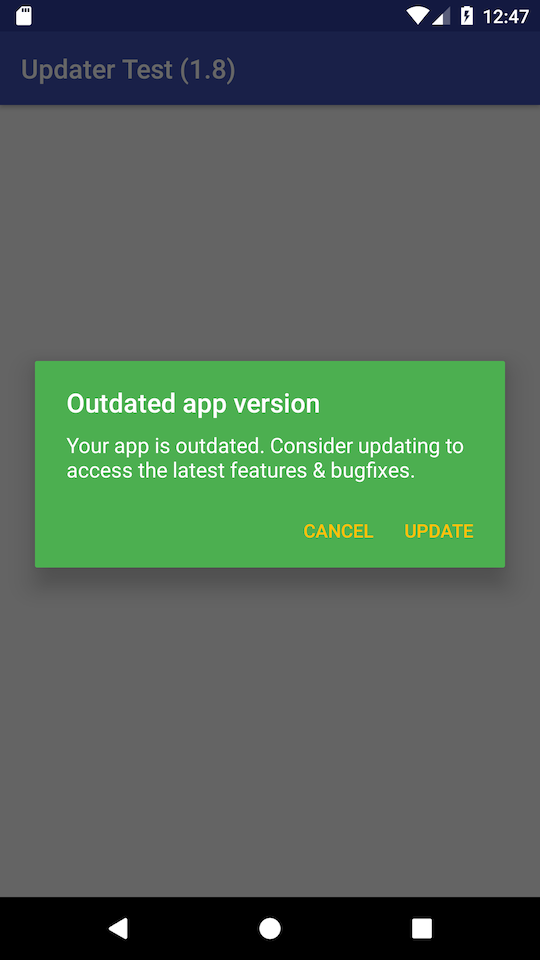 12:47
Updater Test (1.8)
Outdated app version
Your app is outdated. Consider updating to
access the latest features & bugfixes.
CANCEL UPDATE